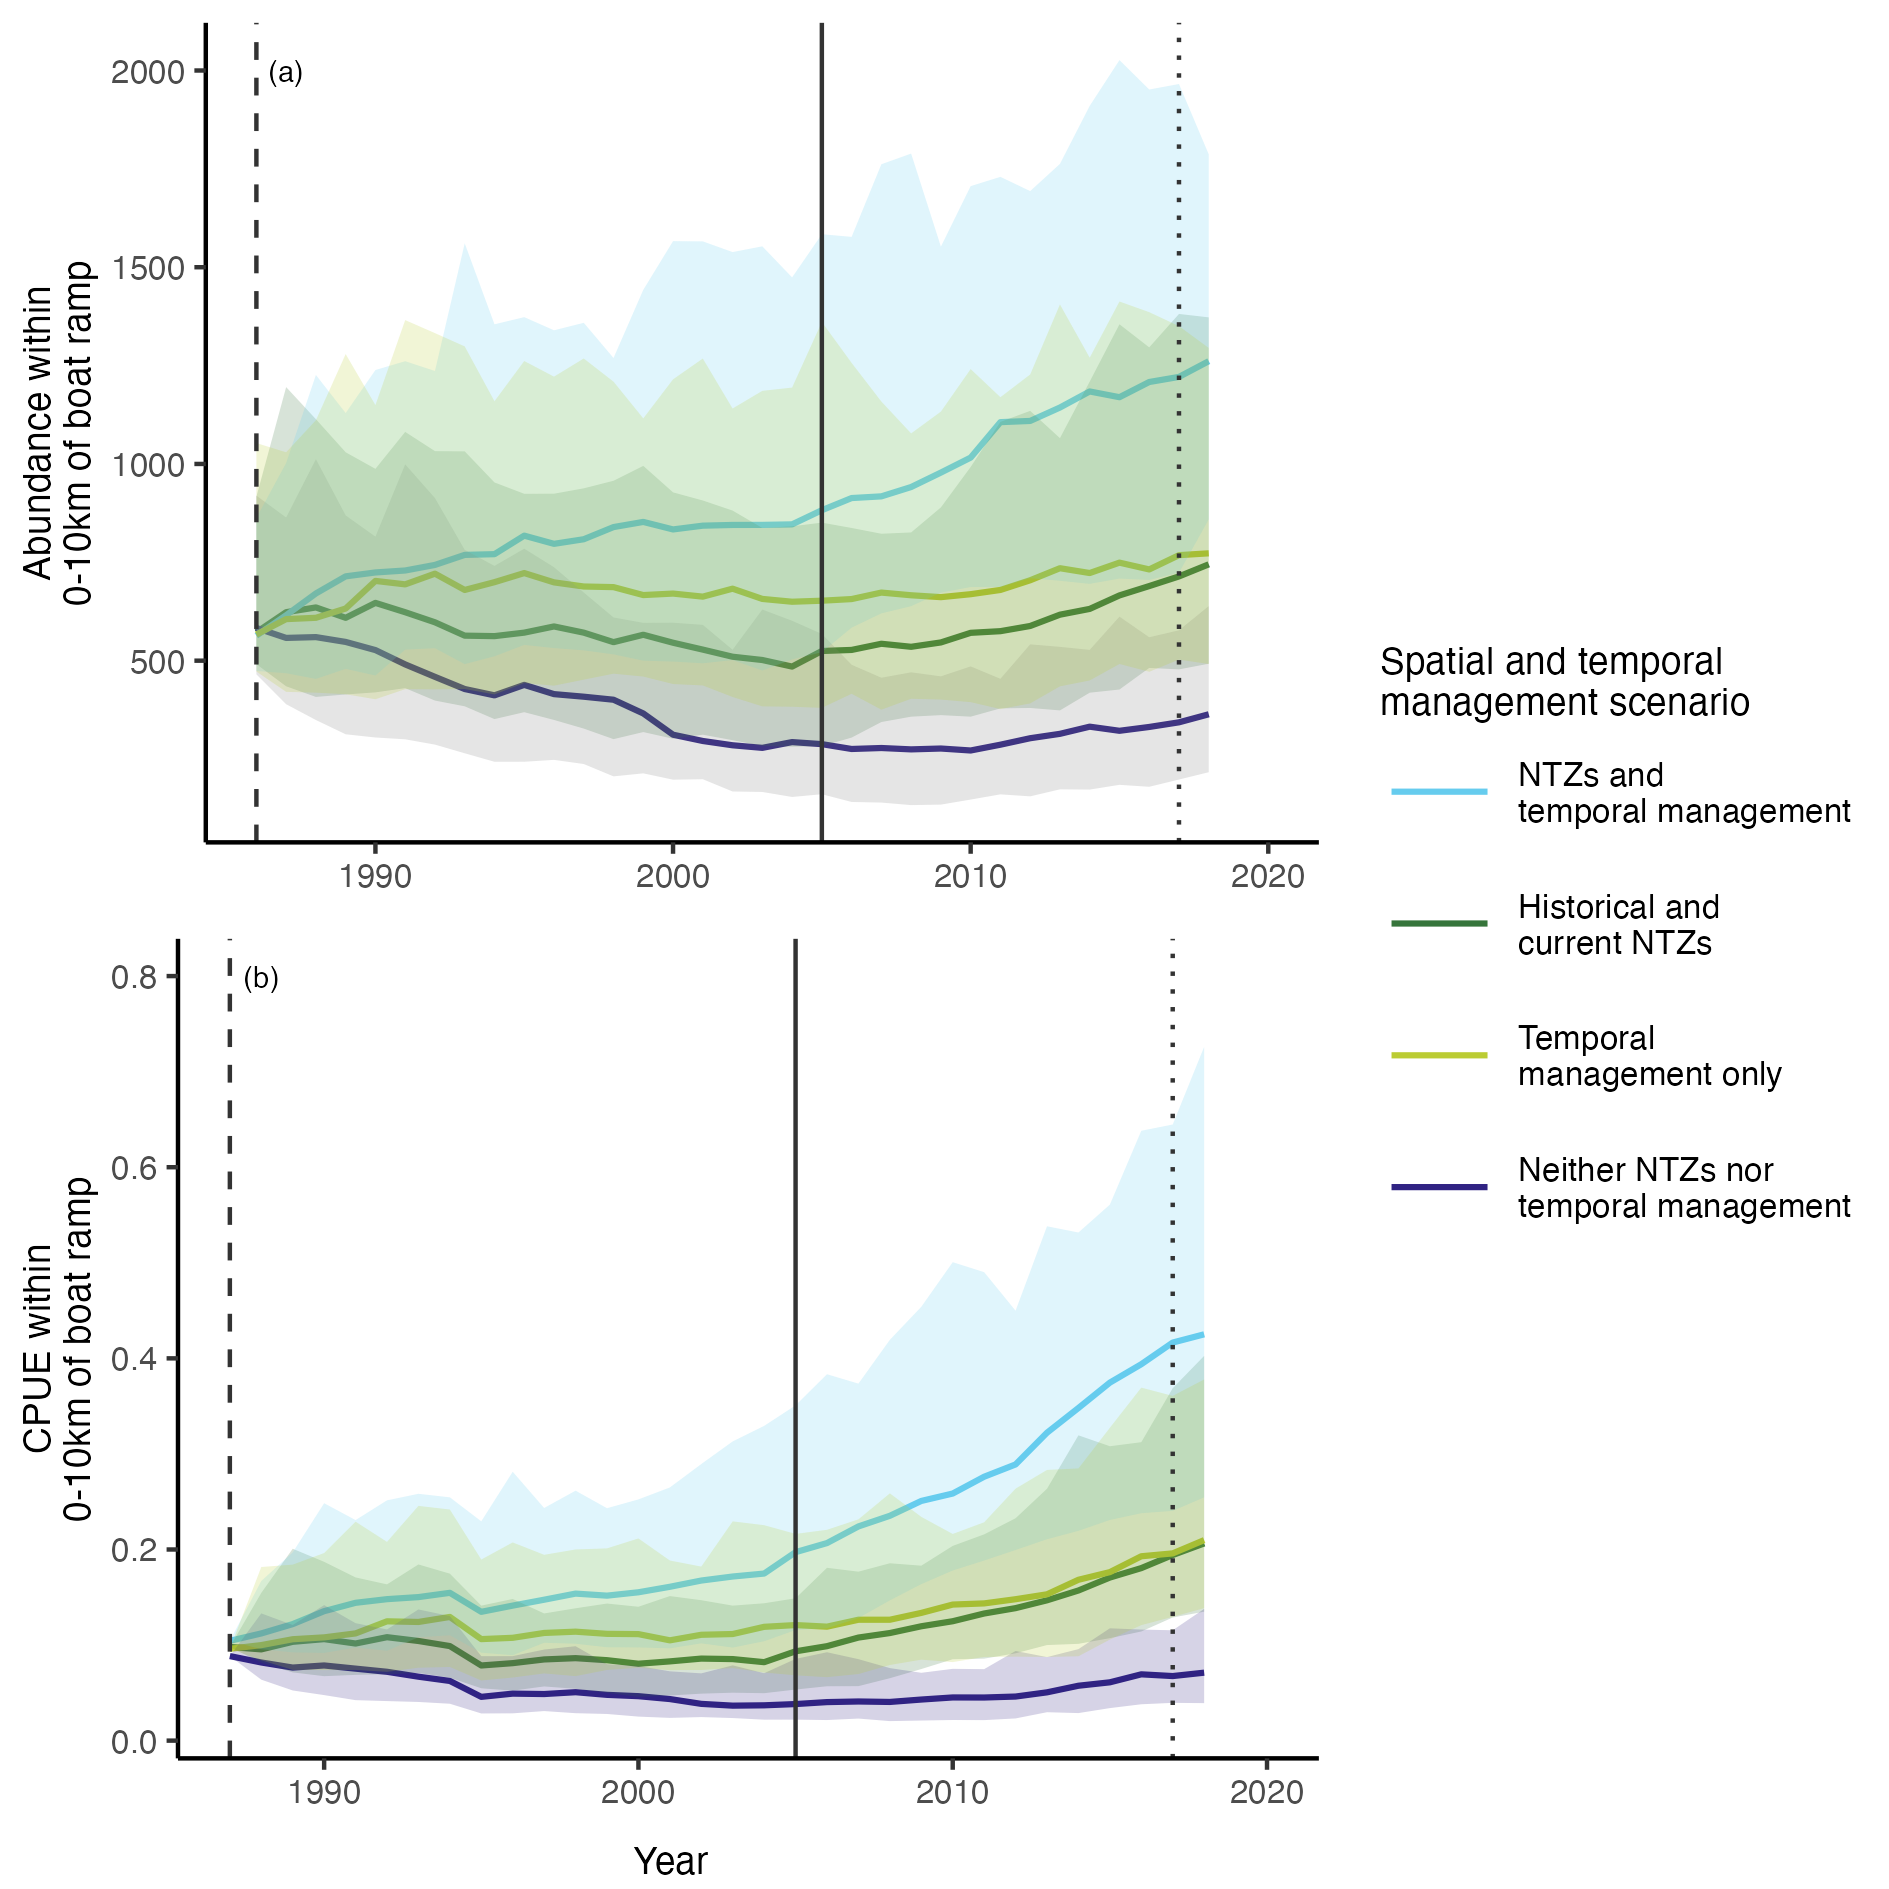 (a)
2000
1500
1000
500
Abundance within
0-10km of boat ramp
1990
2000
2010
2020
(b)
0.8
0.6
0.4
0.2
0.0
CPUE within
0-10km of boat ramp
1990
2000
2010
2020
Year
Spatial and temporal
management scenario
NTZs and
temporal management
Historical and
current NTZs
Temporal
management only
Neither NTZs nor
temporal management